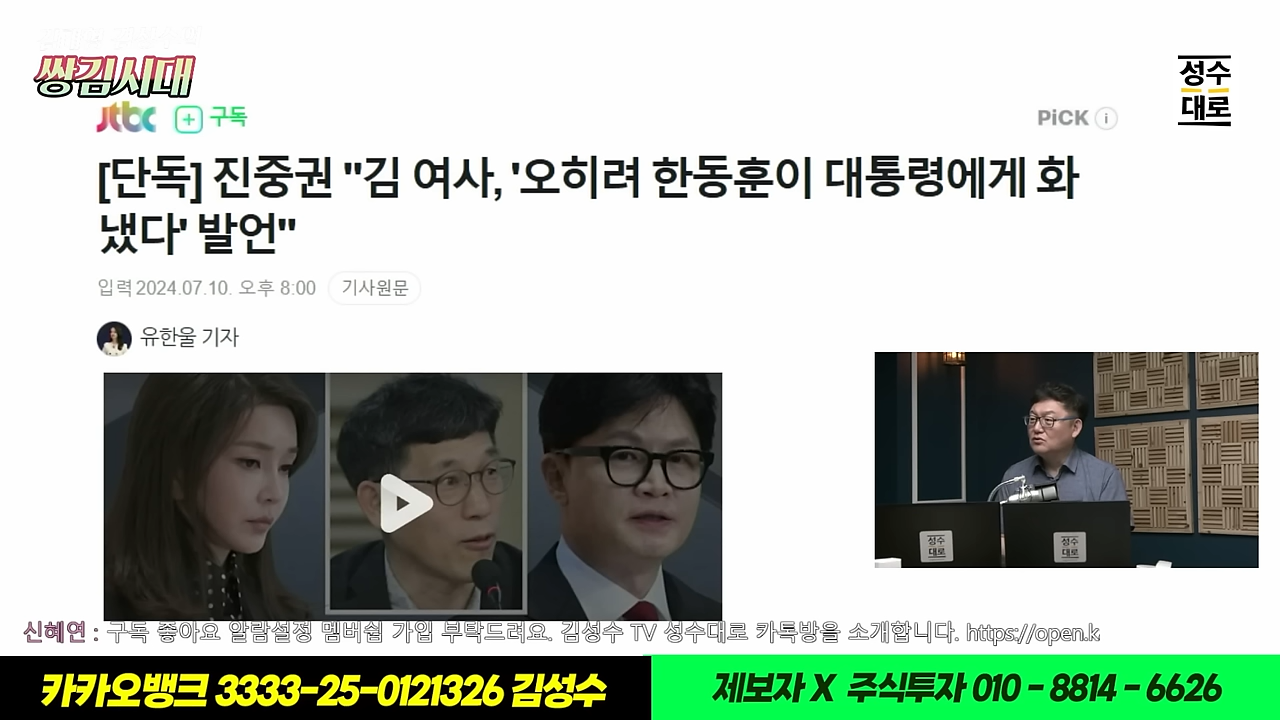 쌍김시대
성수
대로
jtbc + 구독
PiCK i
[단독] 진중권 "김 여사, '오히려 한동훈이 대통령에게 화
냈다' 발언"
입력 2024.07.10. 오후 8:00 기사원문
유한울 기자
성수
대로
성수
대로
신혜연 : 구독 좋아요 알람설정 멤버쉽 가입 부탁드려요. 김성수 TV 성수대로 카톡방을 소개합니다. https://open.k
카카오뱅크 3333-25-0121326 김성수
제보자 X 주식투자 010 - 8814 - 6626